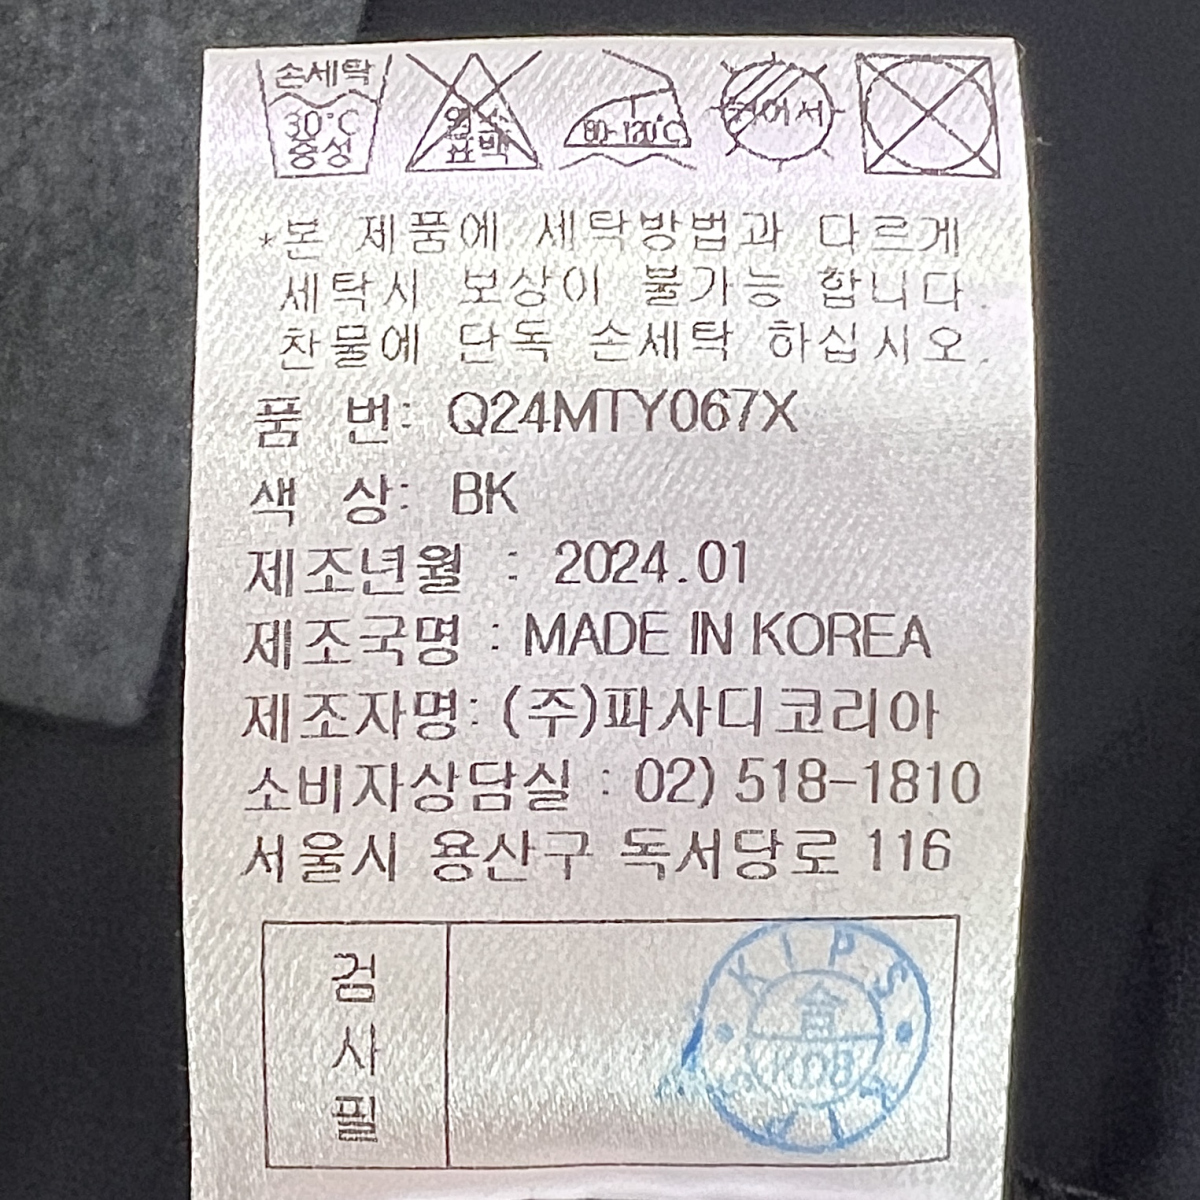 손세탁
30°C
중성
염소
표백
80-120°C
뉘어서
*본 제품에 세탁방법과 다르게
세탁시 보상이 불가능 합니다.
찬물에 단독 손세탁 하십시오.
품 번: Q24MTY067X
색 상: BK
제조년월 : 2024.01
제조국명 : MADE IN KOREA
제조자명: (주)파사디코리아
소비자상담실 : 02) 518-1810
서울시 용산구 독서당로 116
검
사
필
KIPS
합